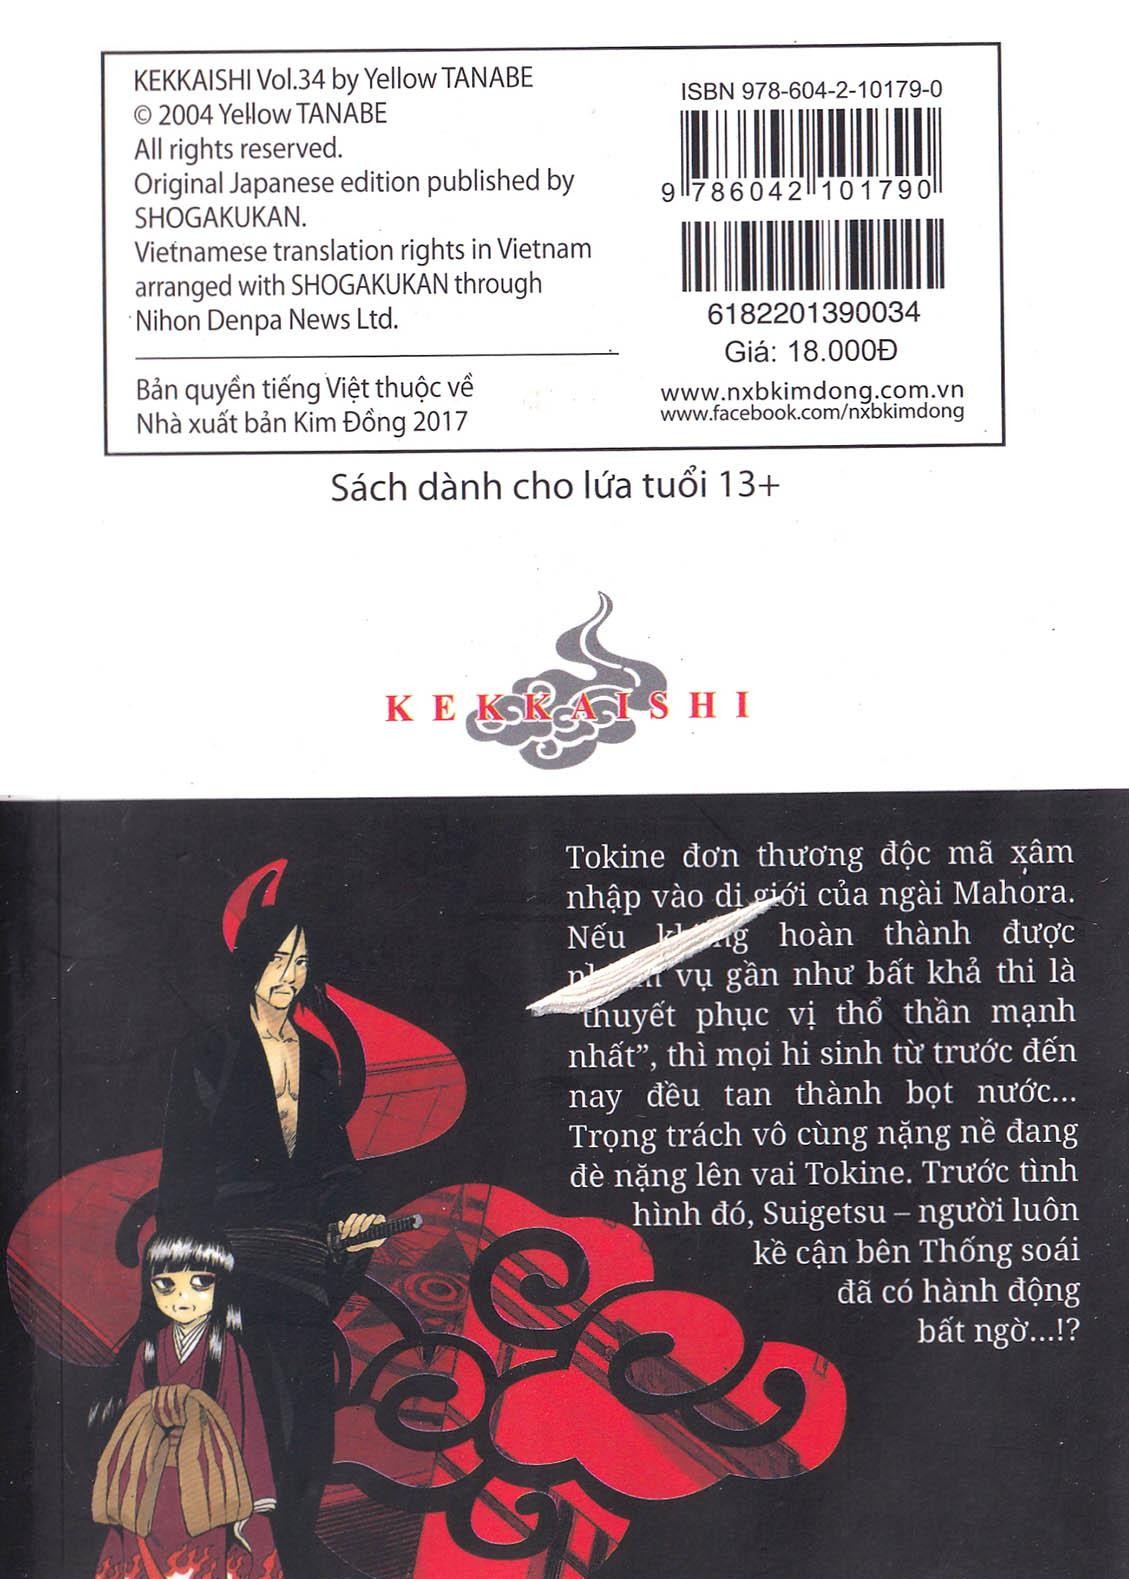 KEKKAISHI Vol.34 by Yellow TANABE
© 2004 Yellow TANABE
All rights reserved.
Original Japanese edition published by
SHOGAKUKAN.
Vietnamese translation rights in Vietnam
arranged with SHOGAKUKAN through
Nihon Denpa News Ltd.
Bản quyền tiếng Việt thuộc về
Nhà xuất bản Kim Đồng 2017
ISBN 978-604-2-10179-0
9 786042 101790
6182201390034
Giá: 18.000Đ
www.nxbkimdong.com.vn
www.facebook.com/nxbkimdong
Sách dành cho lứa tuổi 13+
KEKKAISHI
Tokine đơn thương độc mã xâm
nhập vào dị giới của ngài Mahora.
Nếu hoàn thành được
vụ gần như bất khả thi là
thuyết phục vị thổ thần mạnh
nhất”, thì mọi hi sinh từ trước đến
nay đều tan thành bọt nước...
Trọng trách vô cùng nặng nề đang
đè nặng lên vai Tokine. Trước tình
hình đó, Suigetsu – người luôn
kề cận bên Thống soái
đã có hành động
bất ngờ...!?